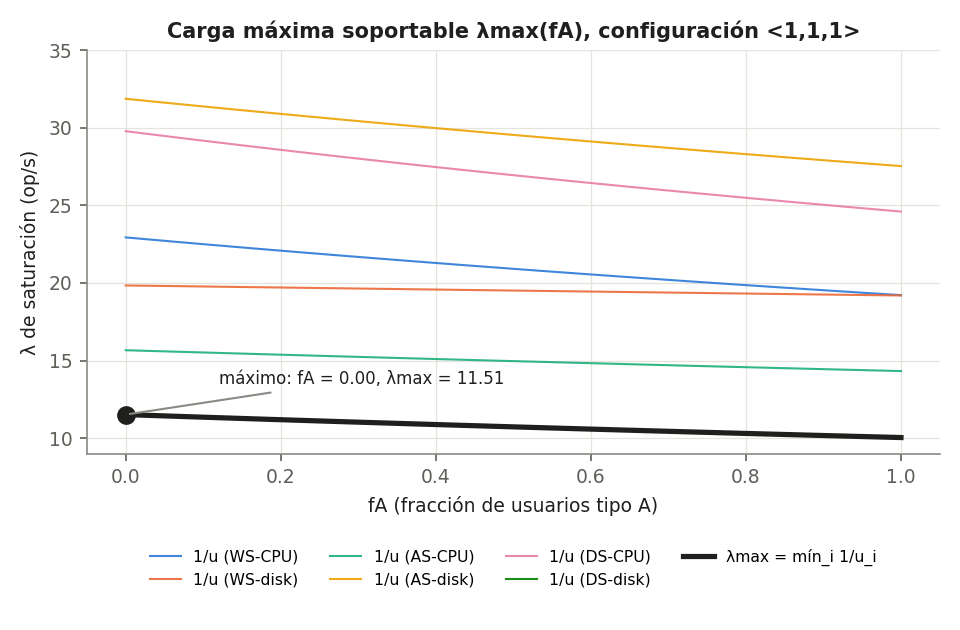 Carga máxima soportable λmax(fA), configuración <1,1,1>
λ de saturación (op/s)
35
30
25
20
15
10
máximo: fA = 0.00, λmax = 11.51
0.0 0.2 0.4 0.6 0.8 1.0
fA (fracción de usuarios tipo A)
1/u (WS-CPU) 1/u (AS-CPU) 1/u (DS-CPU) λmax = mín_i 1/u_i
1/u (WS-disk) 1/u (AS-disk) 1/u (DS-disk)